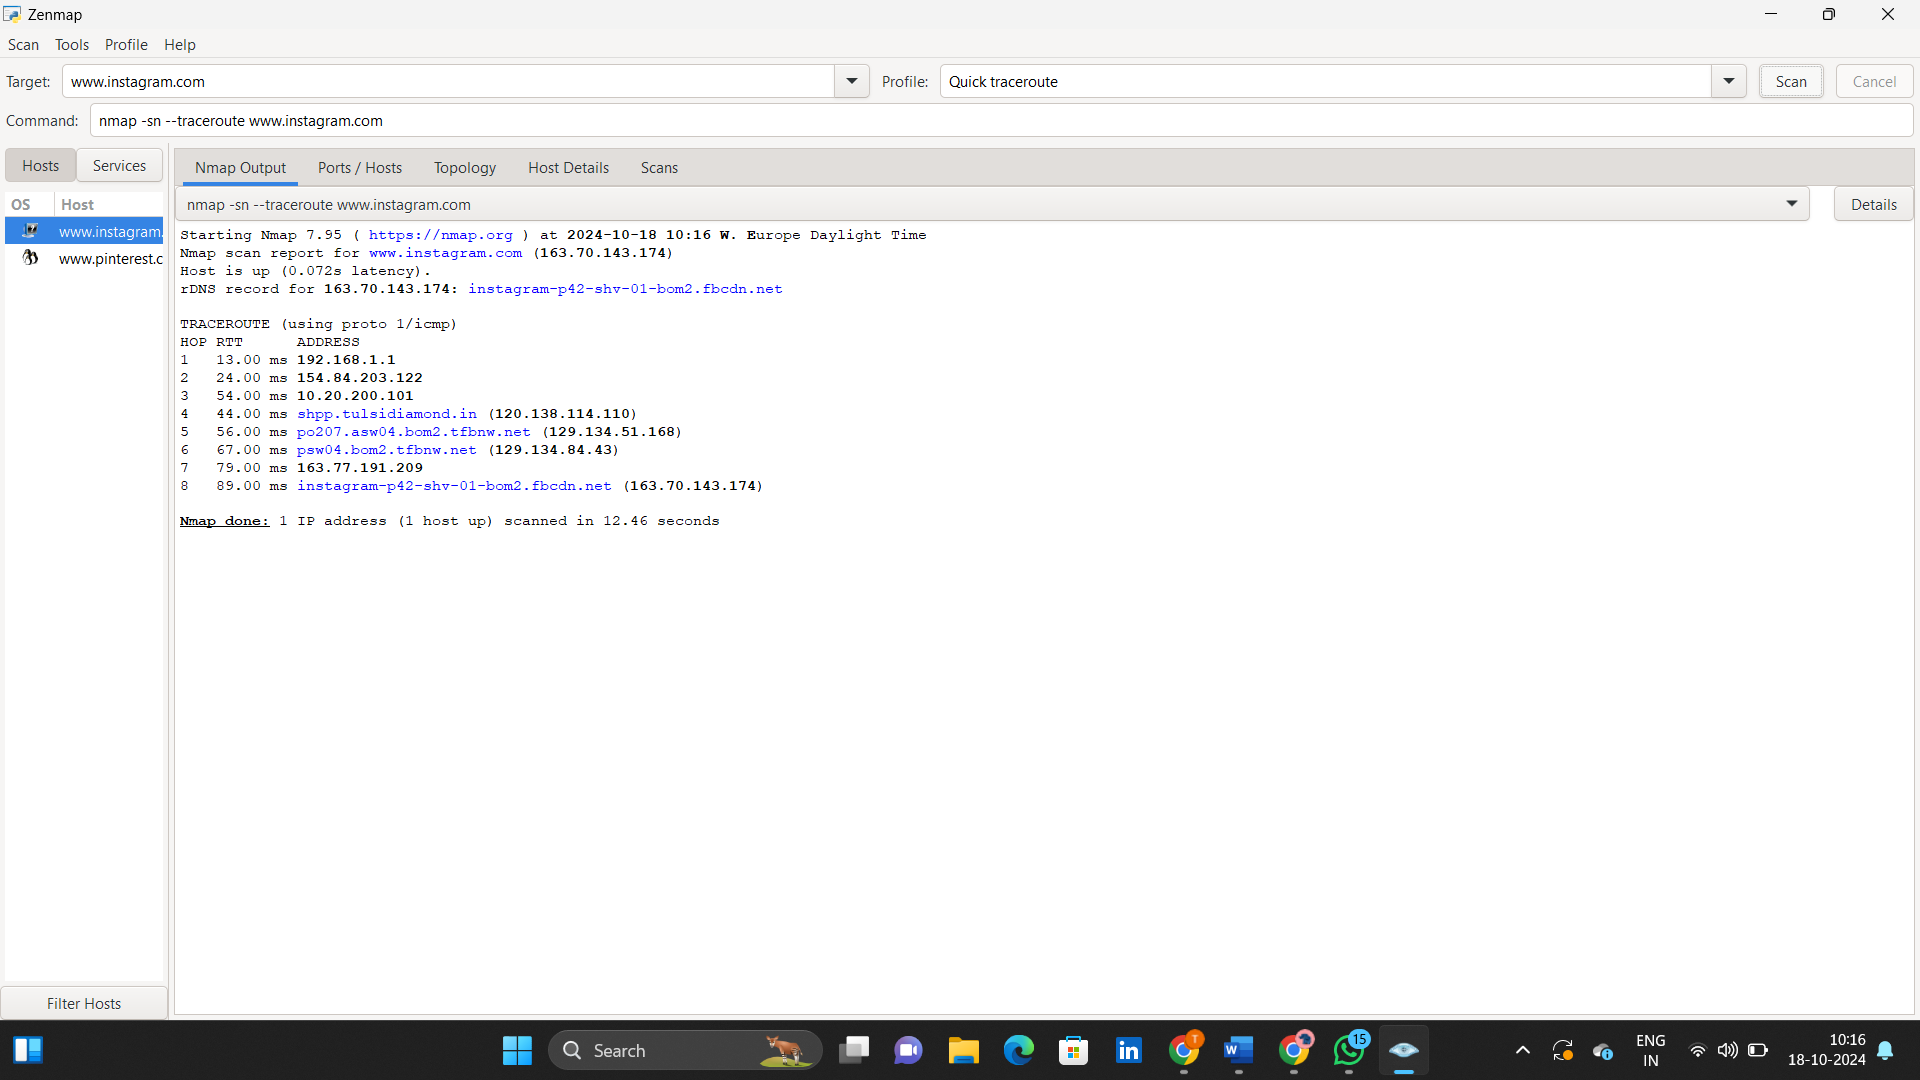 Zenmap
Scan Tools Profile Help
Target: www.instagram.com Profile: Quick traceroute Scan Cancel
Command: nmap -sn --traceroute www.instagram.com
Hosts Services
Nmap Output Ports / Hosts Topology Host Details Scans
OS Host
www.instagram.
www.pinterest.c
nmap -sn --traceroute www.instagram.com Details
Starting Nmap 7.95 ( https://nmap.org ) at 2024-10-18 10:16 W. Europe Daylight Time
Nmap scan report for www.instagram.com (163.70.143.174)
Host is up (0.072s latency).
rDNS record for 163.70.143.174: instagram-p42-shv-01-bom2.fbcdn.net
TRACEROUTE (using proto 1/icmp)
HOP RTT ADDRESS
1 13.00 ms 192.168.1.1
2 24.00 ms 154.84.203.122
3 54.00 ms 10.20.200.101
4 44.00 ms shpp.tulsidiamond.in (120.138.114.110)
5 56.00 ms po207.asw04.bom2.tfbnw.net (129.134.51.168)
6 67.00 ms psw04.bom2.tfbnw.net (129.134.84.43)
7 79.00 ms 163.77.191.209
8 89.00 ms instagram-p42-shv-01-bom2.fbcdn.net (163.70.143.174)
Nmap done: 1 IP address (1 host up) scanned in 12.46 seconds
Filter Hosts
Search
T
W
15
ENG
IN
10:16
18-10-2024